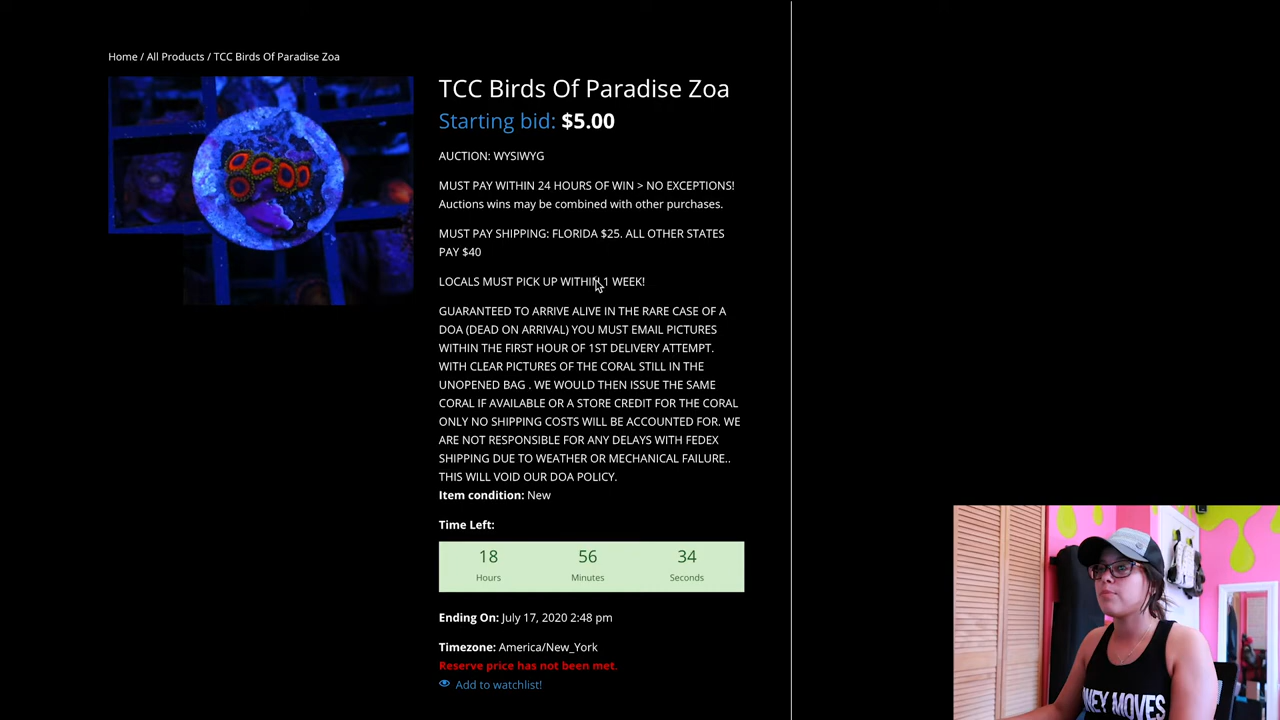 Home / All Products / TCC Birds Of Paradise Zoa
TCC Birds Of Paradise Zoa
Starting bid: $5.00
AUCTION: WYSIWYG
MUST PAY WITHIN 24 HOURS OF WIN > NO EXCEPTIONS!
Auctions wins may be combined with other purchases.
MUST PAY SHIPPING: FLORIDA $25. ALL OTHER STATES
PAY $40
LOCALS MUST PICK UP WITHIN 1 WEEK!
GUARANTEED TO ARRIVE ALIVE IN THE RARE CASE OF A
DOA (DEAD ON ARRIVAL) YOU MUST EMAIL PICTURES
WITHIN THE FIRST HOUR OF 1ST DELIVERY ATTEMPT.
WITH CLEAR PICTURES OF THE CORAL STILL IN THE
UNOPENED BAG . WE WOULD THEN ISSUE THE SAME
CORAL IF AVAILABLE OR A STORE CREDIT FOR THE CORAL
ONLY NO SHIPPING COSTS WILL BE ACCOUNTED FOR. WE
ARE NOT RESPONSIBLE FOR ANY DELAYS WITH FEDEX
SHIPPING DUE TO WEATHER OR MECHANICAL FAILURE..
THIS WILL VOID OUR DOA POLICY.
Item condition: New
Time Left:
18 56 34
Hours Minutes Seconds
Ending On: July 17, 2020 2:48 pm
Timezone: America/New_York
Reserve price has not been met.
Add to watchlist!
MOVES